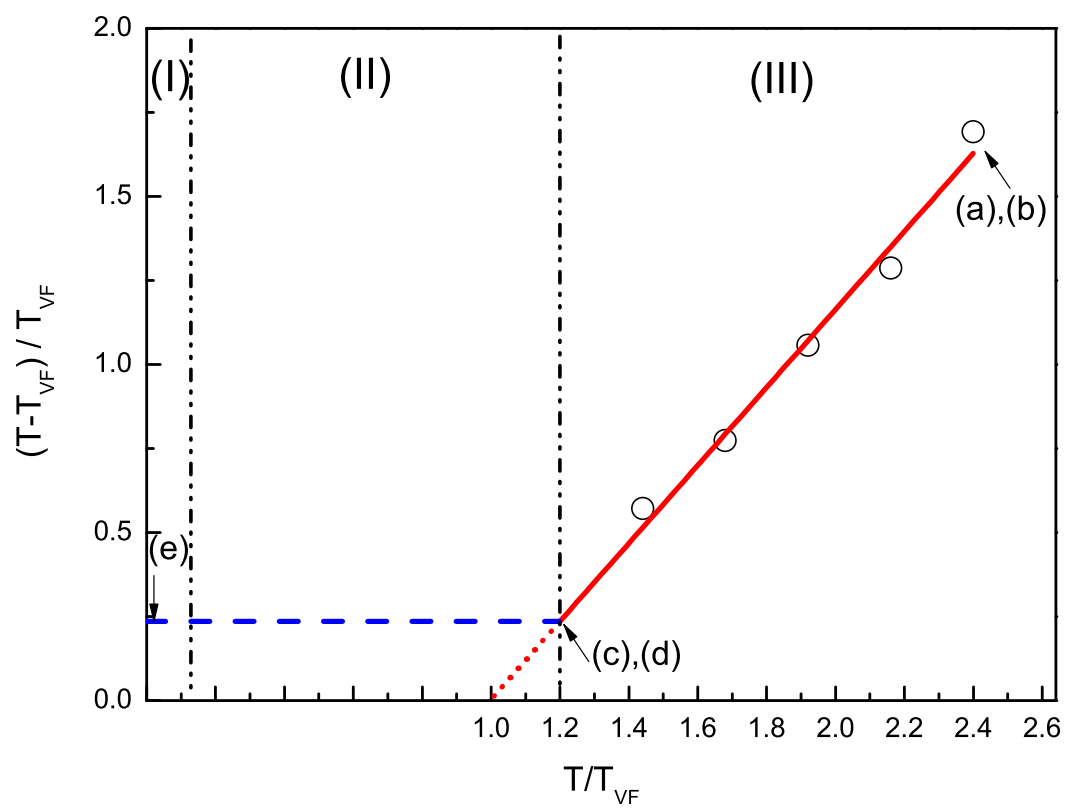 2.0
(I)
(II)
(III)
1.5
(a),(b)
(T-T_VF) / T_VF
1.0
0.5
(e)
(c),(d)
0.0
1.0 1.2 1.4 1.6 1.8 2.0 2.2 2.4 2.6
T/T_VF